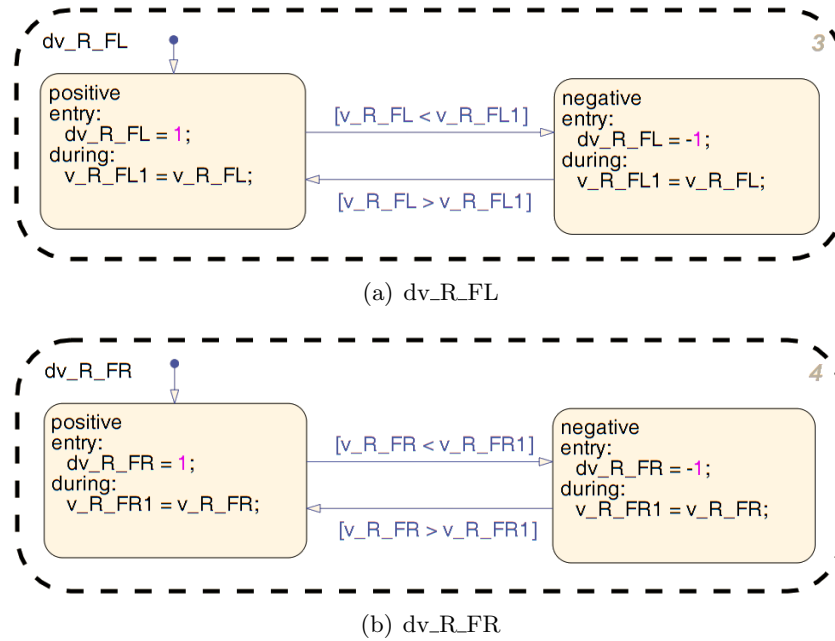 dv_R_FL
3
positive
entry:
dv_R_FL = 1;
during:
v_R_FL1 = v_R_FL;
[v_R_FL < v_R_FL1]
[v_R_FL > v_R_FL1]
negative
entry:
dv_R_FL = -1;
during:
v_R_FL1 = v_R_FL;
(a) dv_R_FL
dv_R_FR
4
positive
entry:
dv_R_FR = 1;
during:
v_R_FR1 = v_R_FR;
[v_R_FR < v_R_FR1]
[v_R_FR > v_R_FR1]
negative
entry:
dv_R_FR = -1;
during:
v_R_FR1 = v_R_FR;
(b) dv_R_FR